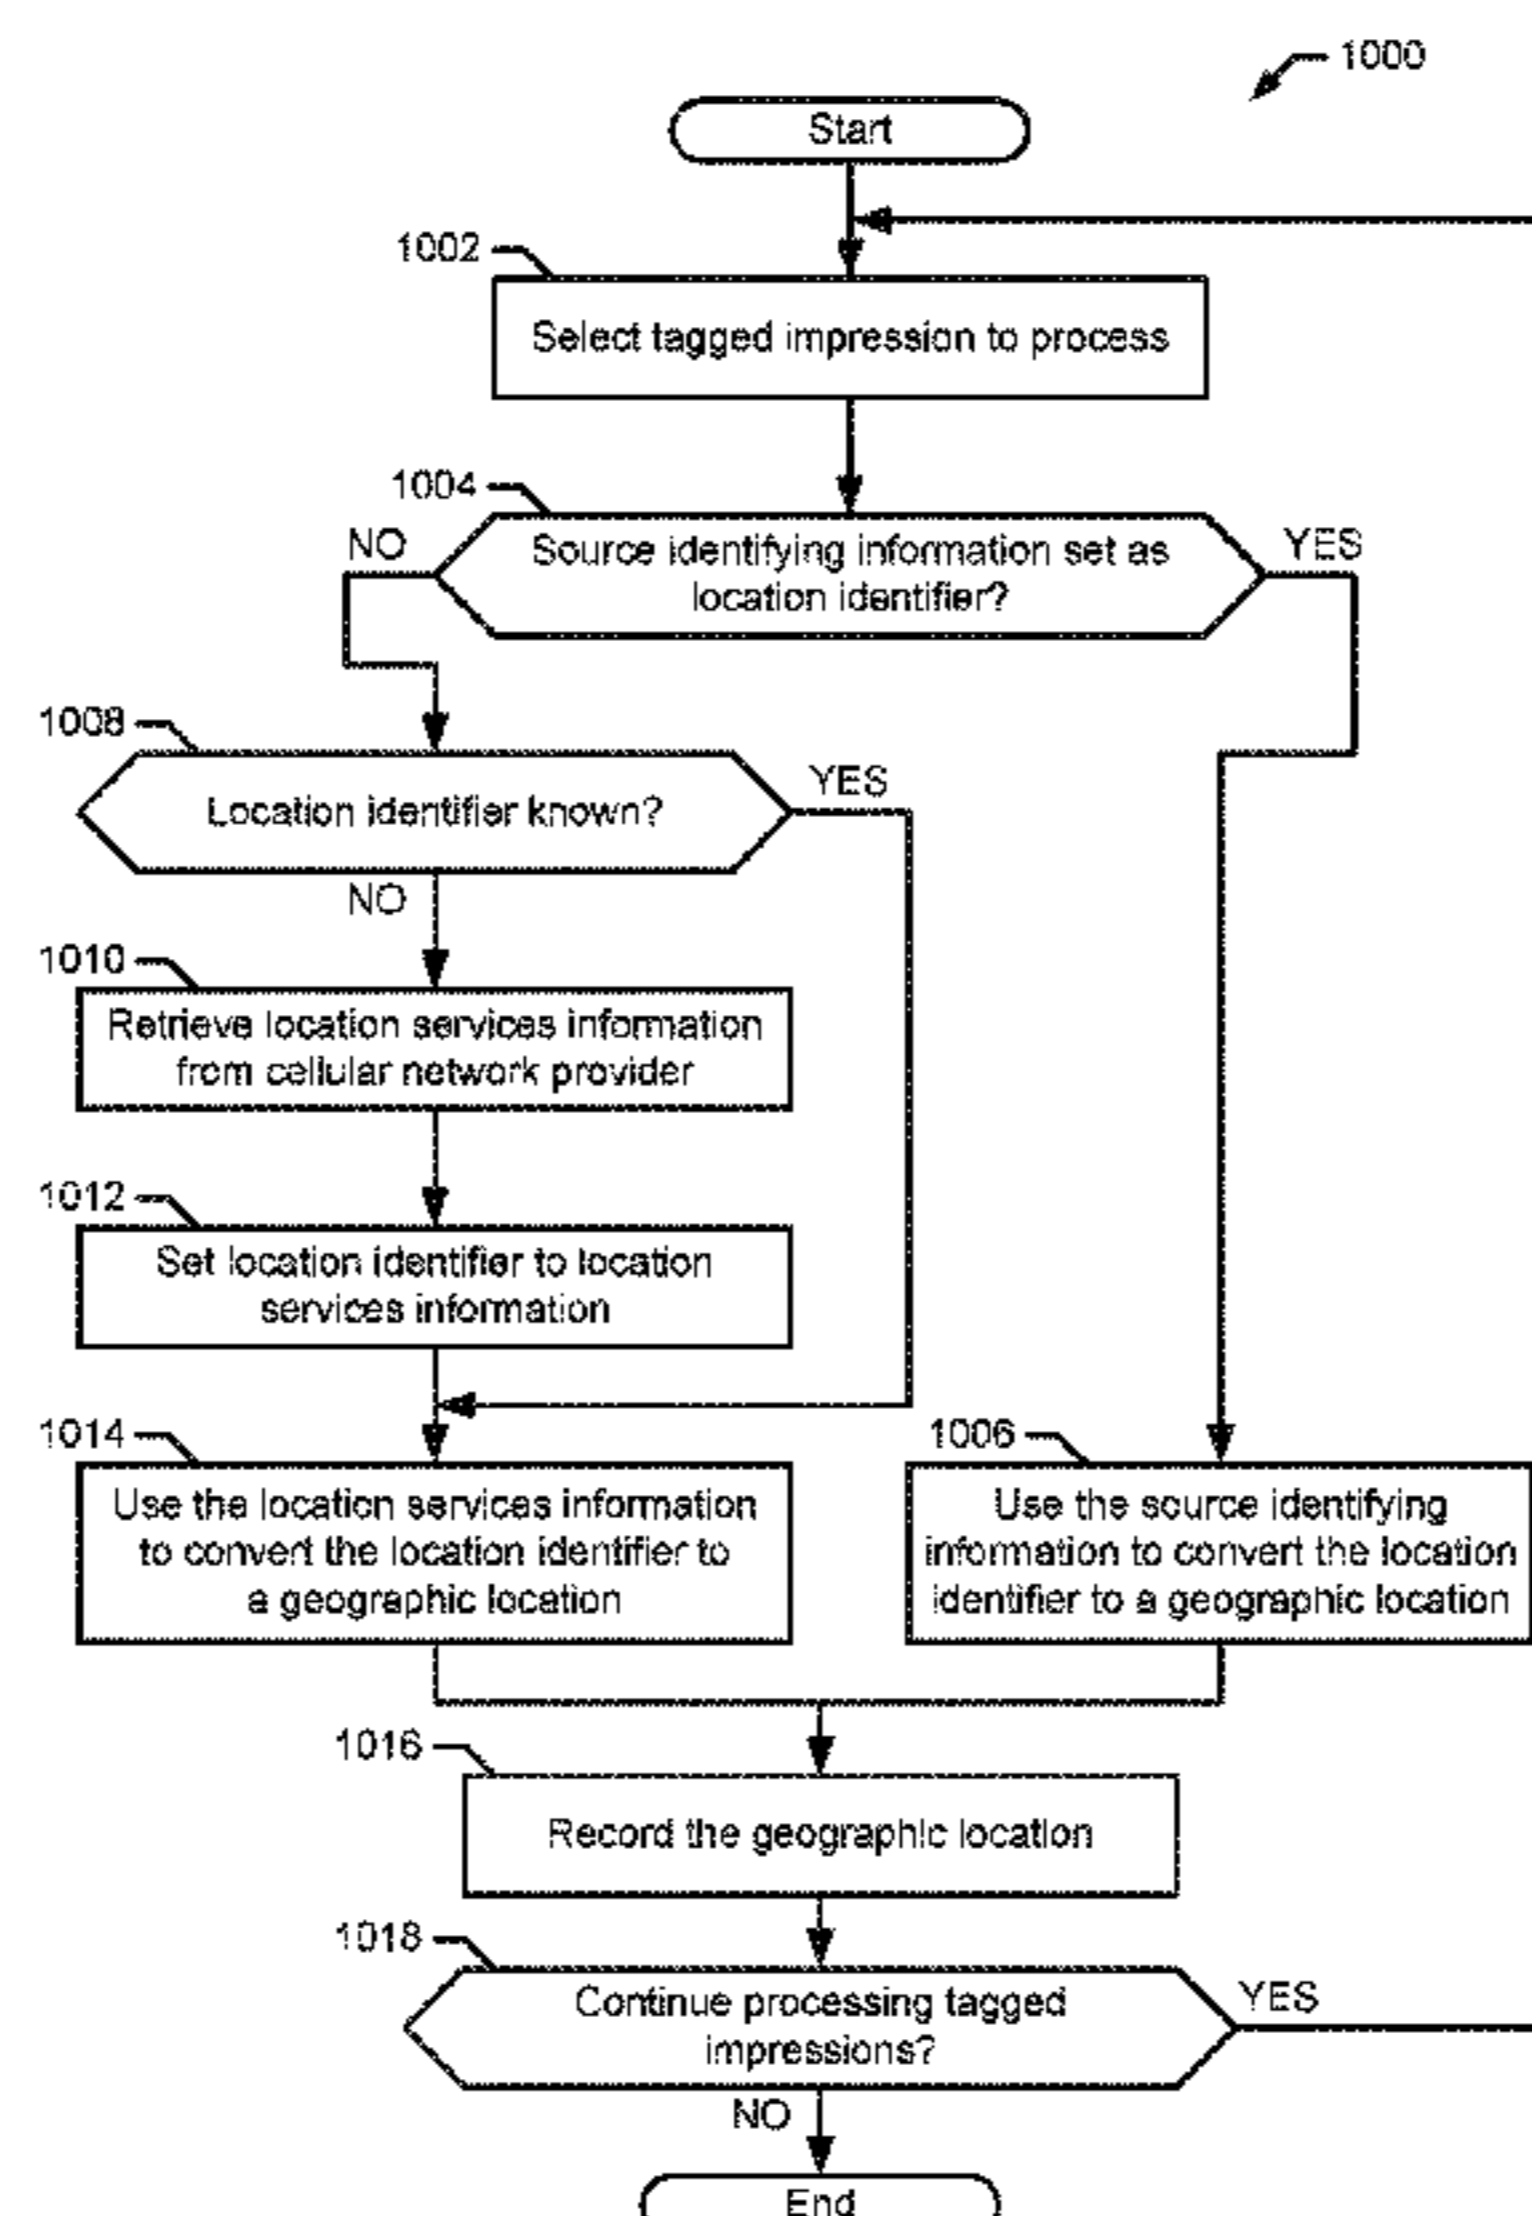 1000
Start
1002
Select tagged impression to process
1004
NO
Source identifying information set as
location identifier?
YES
1008
Location identifier known?
YES
NO
1010
Retrieve location services information
from cellular network provider
1012
Set location identifier to location
services information
1014
Use the location services information
to convert the location identifier to
a geographic location
1006
Use the source identifying
information to convert the location
identifier to a geographic location
1016
Record the geographic location
1018
Continue processing tagged
impressions?
YES
NO
End